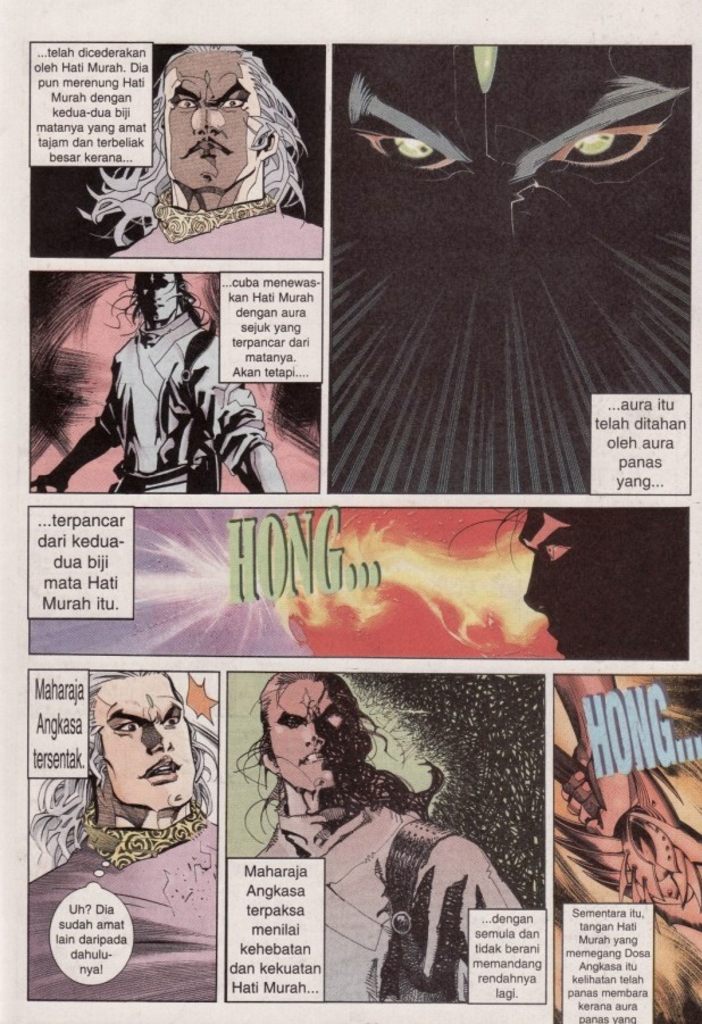 ...telah dicederakan
oleh Hati Murah. Dia
pun merenung Hati
Murah dengan
kedua-dua biji
matanya yang amat
tajam dan terbeliak
besar kerana...
...cuba menewas-
kan Hati Murah
dengan aura
sejuk yang
terpancar dari
matanya.
Akan tetapi....
...aura itu
telah ditahan
oleh aura
panas
yang...
...terpancar
dari kedua-
dua biji
mata Hati
Murah itu.
HONG...
Maharaja
Angkasa
tersentak.
Uh? Dia
sudah amat
lain daripada
dahulu-
nya!
Maharaja
Angkasa
terpaksa
menilai
kehebatan
dan kekuatan
Hati Murah...
...dengan
semula dan
tidak berani
memandang
rendahnya
lagi.
HONG....
Sementara itu,
tangan Hati
Murah yang
memegang Dosa
Angkasa itu
kelihatan telah
panas membara
kerana aura
panas yang